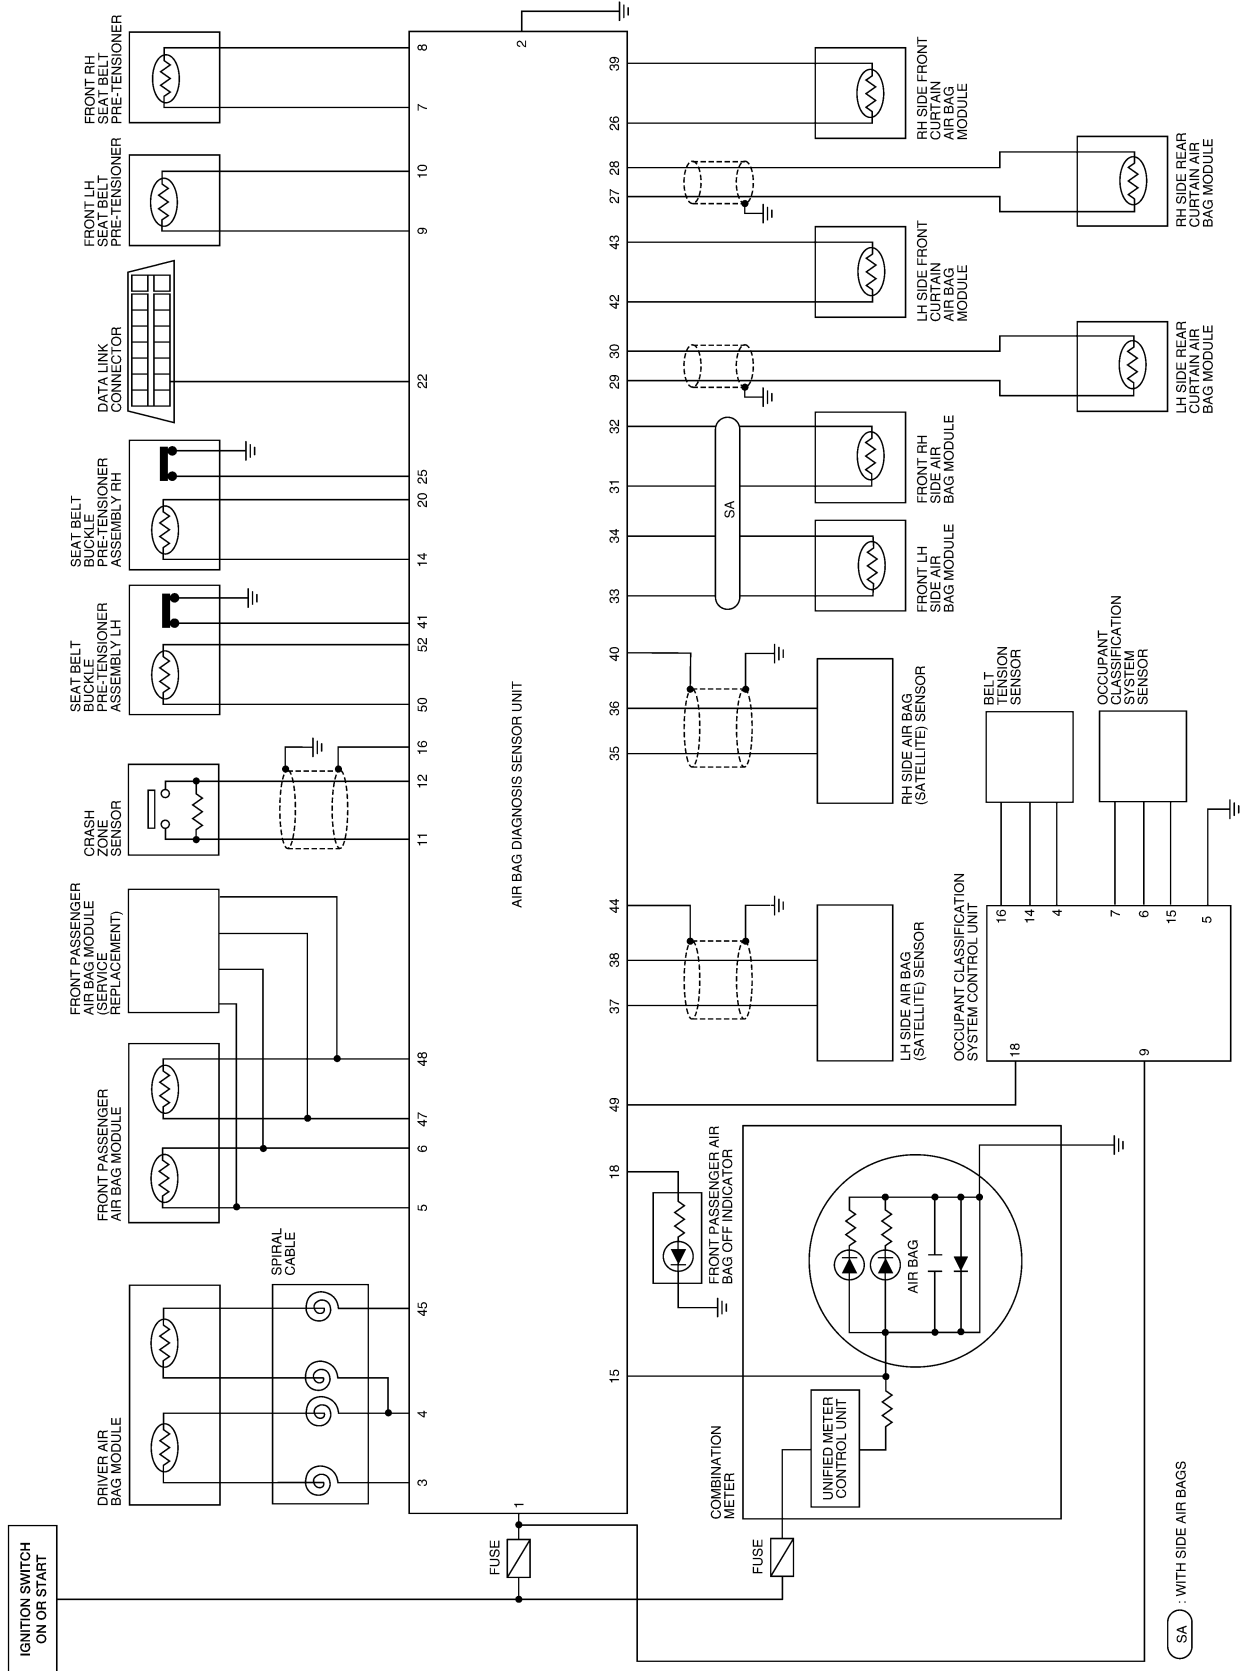 IGNITION SWITCH
ON OR START
FUSE
FUSE
1
DRIVER AIR
BAG MODULE
SPIRAL
CABLE
3
4
45
FRONT PASSENGER
AIR BAG MODULE
5
6
47
48
FRONT PASSENGER
AIR BAG MODULE
(SERVICE
REPLACEMENT)
CRASH
ZONE
SENSOR
11
12
16
SEAT BELT
BUCKLE
PRE-TENSIONER
ASSEMBLY LH
50
52
41
SEAT BELT
BUCKLE
PRE-TENSIONER
ASSEMBLY RH
14
20
25
DATA LINK
CONNECTOR
22
FRONT LH
SEAT BELT
PRE-TENSIONER
9
10
FRONT RH
SEAT BELT
PRE-TENSIONER
7
8
2
AIR BAG DIAGNOSIS SENSOR UNIT
15
18
49
37
38
44
35
36
40
33
34
31
32
29
30
42
43
27
28
26
39
COMBINATION
METER
UNIFIED METER
CONTROL UNIT
AIR BAG
FRONT PASSENGER AIR
BAG OFF INDICATOR
LH SIDE AIR BAG
(SATELLITE) SENSOR
RH SIDE AIR BAG
(SATELLITE) SENSOR
SA
FRONT LH
SIDE AIR
BAG MODULE
FRONT RH
SIDE AIR
BAG MODULE
LH SIDE FRONT
CURTAIN
AIR BAG
MODULE
RH SIDE FRONT
CURTAIN
AIR BAG
MODULE
OCCUPANT CLASSIFICATION
SYSTEM CONTROL UNIT
18
9
16
14
4
7
6
15
5
BELT
TENSION
SENSOR
OCCUPANT
CLASSIFICATION
SYSTEM
SENSOR
LH SIDE REAR
CURTAIN AIR
BAG MODULE
RH SIDE REAR
CURTAIN AIR
BAG MODULE
SA : WITH SIDE AIR BAGS